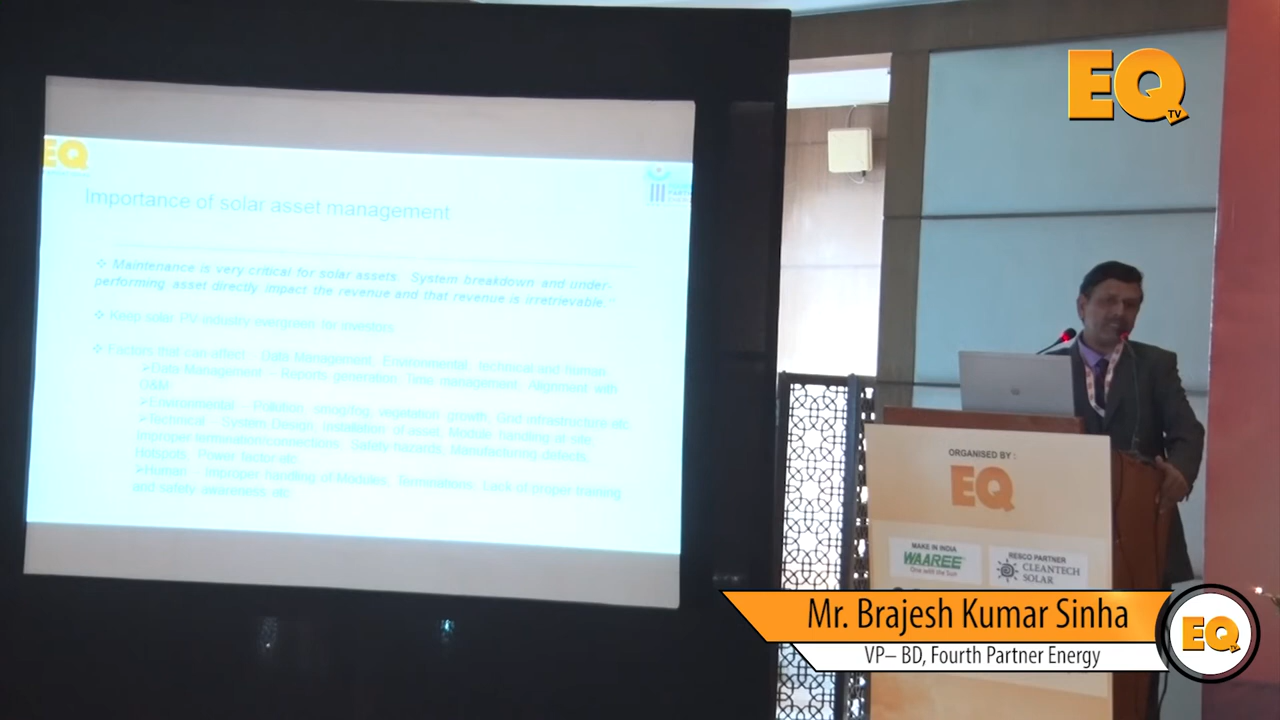 EQ
TV
EQ
Importance of solar asset management
❖ Maintenance is very critical for solar assets. System breakdown and under-
performing asset directly impact the revenue and that revenue is irretrievable."
❖ Keep solar PV industry evergreen for investors
❖ Factors that can affect: Data Management, Environmental, technical and human
➢Data Management - Reports generation, Time management, Alignment with
O&M
➢Environmental - Pollution, smog/fog, vegetation growth, Grid infrastructure etc
➢Technical - System Design, Installation of asset, Module handling at site,
Improper termination/connections, Safety hazards, Manufacturing defects,
Hotspots, Power factor etc
➢Human - Improper handling of Modules, Terminations, Lack of proper training
and safety awareness etc
ORGANISED BY :
EQ
MAKE IN INDIA
WAAREE
One with the Sun
RESCO PARTNER
CLEANTECH
SOLAR
Mr. Brajesh Kumar Sinha
VP– BD, Fourth Partner Energy
EQ
TV